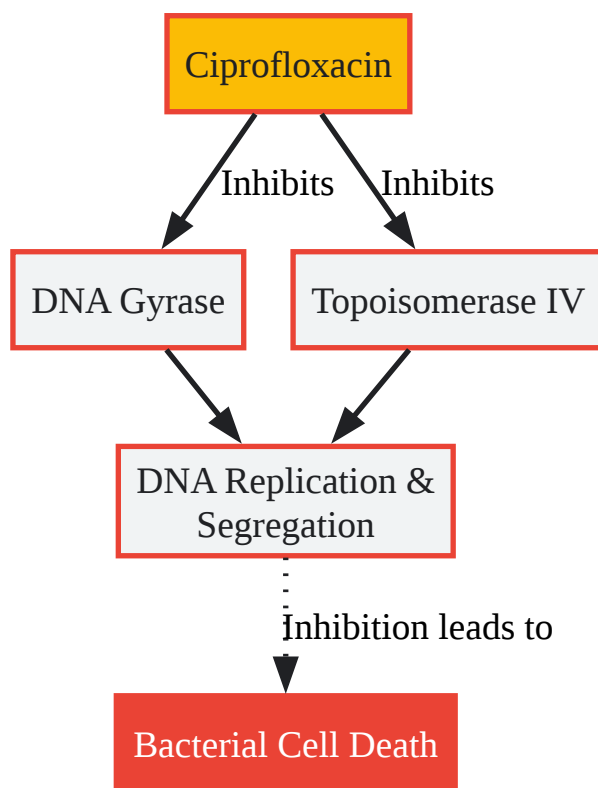 Ciprofloxacin
Inhibits
Inhibits
DNA Gyrase
Topoisomerase IV
DNA Replication &
Segregation
Inhibition leads to
Bacterial Cell Death